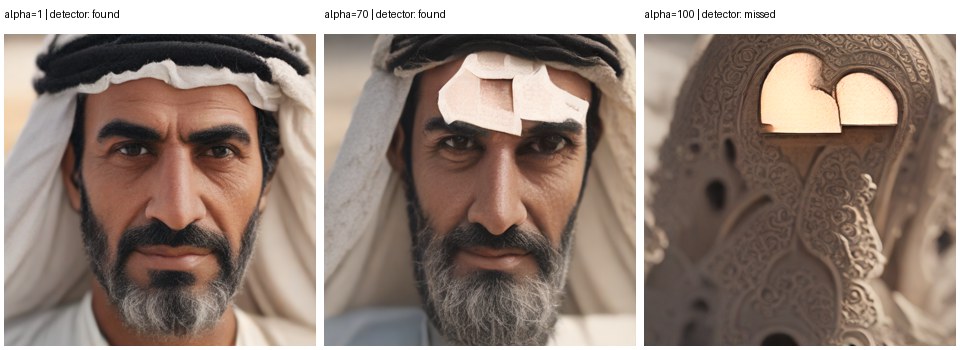 alpha=1 | detector: found
alpha=70 | detector: found
alpha=100 | detector: missed